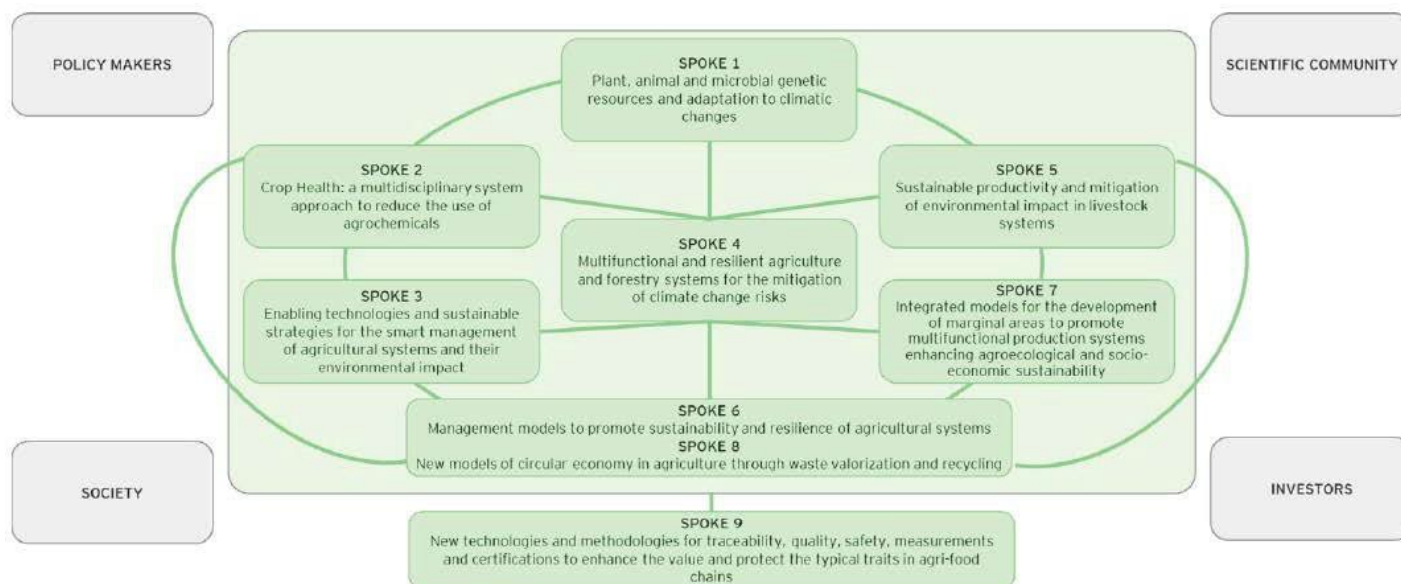 POLICY MAKERS
SCIENTIFIC COMMUNITY
SPOKE 1
Plant, animal and microbial genetic
resources and adaptation to climatic
changes
SPOKE 2
Crop Health: a multidisciplinary system
approach to reduce the use of
agrochemicals
SPOKE 5
Sustainable productivity and mitigation
of environmental impact in livestock
systems
SPOKE 4
Multifunctional and resilient agriculture
and forestry systems for the mitigation
of climate change risks
SPOKE 3
Enabling technologies and sustainable
strategies for the smart management
of agricultural systems and their
environmental impact
SPOKE 7
Integrated models for the development
of marginal areas to promote
multifunctional production systems
enhancing agroecological and socio-
economic sustainability
SPOKE 6
Management models to promote sustainability and resilience of agricultural systems
SPOKE 8
New models of circular economy in agriculture through waste valorization and recycling
SOCIETY
INVESTORS
SPOKE 9
New technologies and methodologies for traceability, quality, safety, measurements
and certifications to enhance the value and protect the typical traits in agri-food
chains